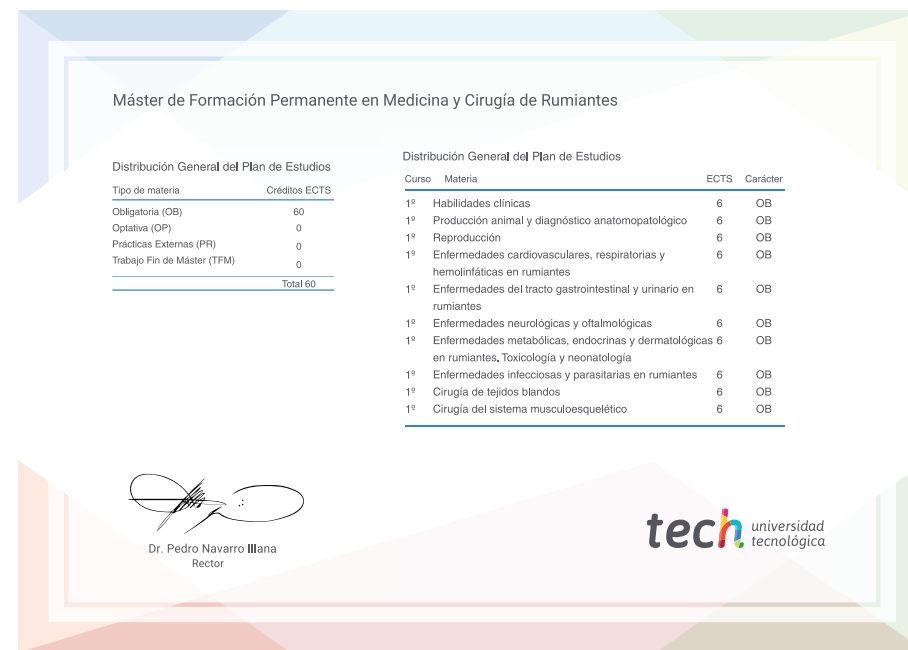 Máster de Formación Permanente en Medicina y Cirugía de Rumiantes
Distribución General del Plan de Estudios
Tipo de materia Créditos ECTS
Obligatoria (OB) 60
Optativa (OP) 0
Prácticas Externas (PR) 0
Trabajo Fin de Máster (TFM) 0
Total 60
Distribución General del Plan de Estudios
Curso Materia ECTS Carácter
1º Habilidades clínicas 6 OB
1º Producción animal y diagnóstico anatomopatológico 6 OB
1º Reproducción 6 OB
1º Enfermedades cardiovasculares, respiratorias y 6 OB
hemolinfáticas en rumiantes
1º Enfermedades del tracto gastrointestinal y urinario en 6 OB
rumiantes
1º Enfermedades neurológicas y oftalmológicas 6 OB
1º Enfermedades metabólicas, endocrinas y dermatológicas 6 OB
en rumiantes. Toxicología y neonatología
1º Enfermedades infecciosas y parasitarias en rumiantes 6 OB
1º Cirugía de tejidos blandos 6 OB
1º Cirugía del sistema musculoesquelético 6 OB
Dr. Pedro Navarro Illana
Rector
tech universidad
tecnológica